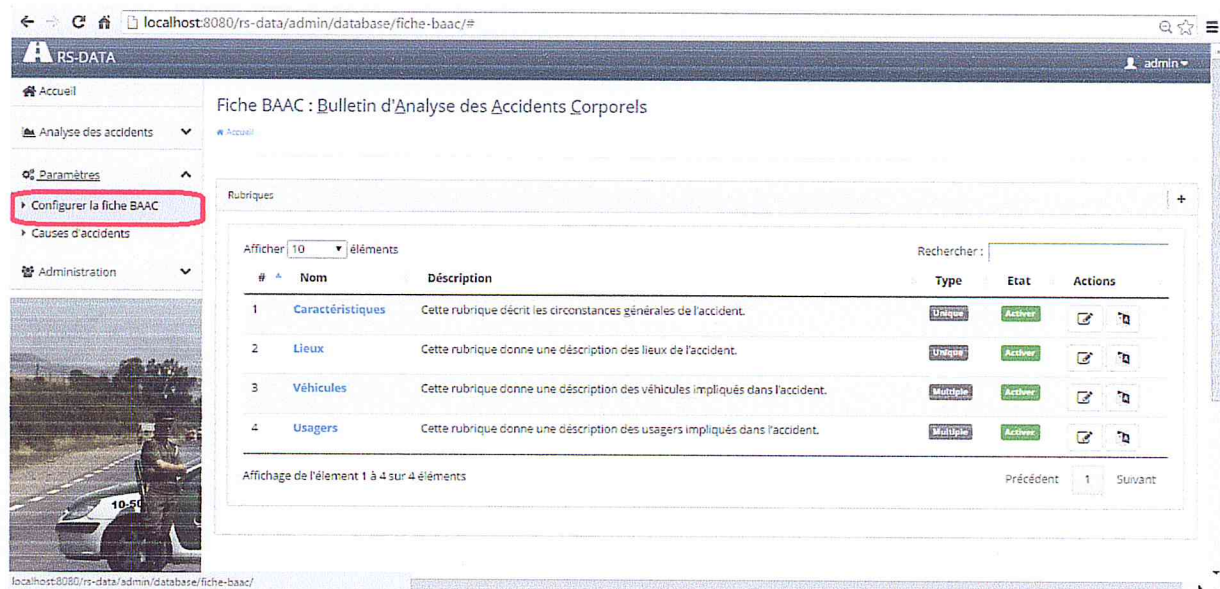 localhost:8080/rs-data/admin/database/fiche-baac/#
RS-DATA
admin
Accueil
Analyse des accidents
Paramètres
Configurer la fiche BAAC
Causes d'accidents
Administration
Fiche BAAC : Bulletin d'Analyse des Accidents Corporels
Accueil
Rubriques
+
Afficher 10 éléments
Rechercher :
# Nom Déscription Type Etat Actions
1 Caractéristiques Cette rubrique décrit les circonstances générales de l'accident. Unique Activer
2 Lieux Cette rubrique donne une déscription des lieux de l'accident. Unique Activer
3 Véhicules Cette rubrique donne une déscription des véhicules impliqués dans l'accident. Multiple Activer
4 Usagers Cette rubrique donne une déscription des usagers impliqués dans l'accident. Multiple Activer
Affichage de l'élement 1 à 4 sur 4 éléments
Précédent 1 Suivant
10-50
localhost:8080/rs-data/admin/database/fiche-baac/